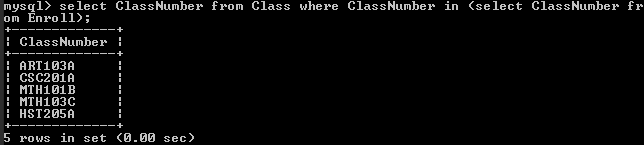 mysql> select ClassNumber from Class where ClassNumber in (select ClassNumber fr
om Enroll);
+-------------+
¦ ClassNumber ¦
+-------------+
¦ ART103A     ¦
¦ CSC201A     ¦
¦ MTH101B     ¦
¦ MTH103C     ¦
¦ HST205A     ¦
+-------------+
5 rows in set (0.00 sec)